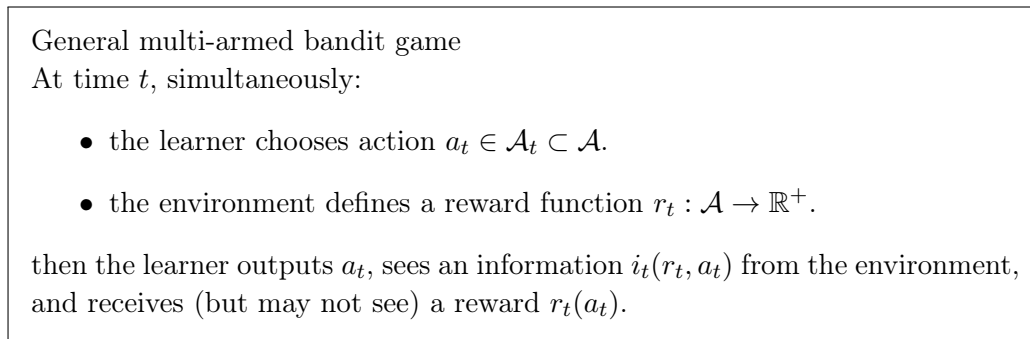 General multi-armed bandit game
At time t, simultaneously:
• the learner chooses action a_t ∈ 𝒜_t ⊂ 𝒜.
• the environment defines a reward function r_t : 𝒜 → ℝ⁺.
then the learner outputs a_t, sees an information i_t(r_t, a_t) from the environment,
and receives (but may not see) a reward r_t(a_t).